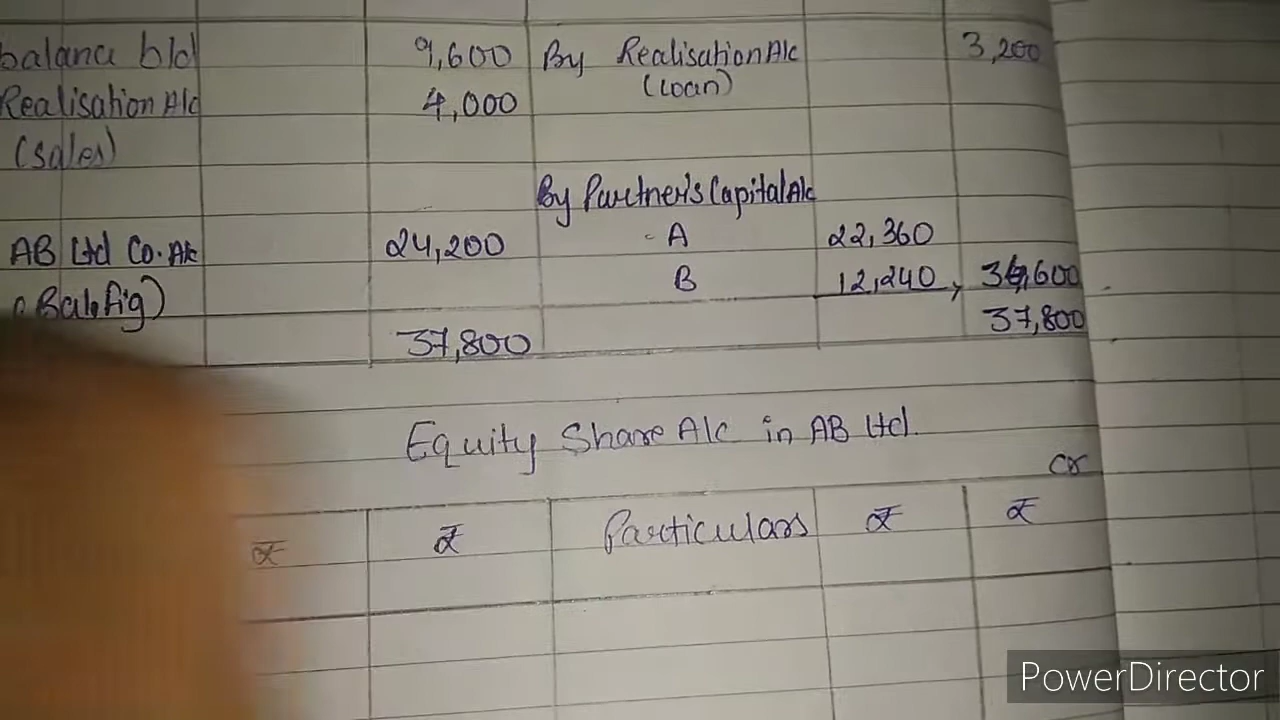 balance b/d 9,600 By Realisation A/c 3,200
Realisation A/c 4,000 (Loan)
(Sales)
By Partner's Capital A/c
AB Ltd Co. A/c 24,200 - A 22,360
(Bal. fig) B 12,240, 34,600
37,800 37,800
Equity Share A/c in AB Ltd.
cr
₹ ₹ Particulars ₹ ₹
PowerDirector